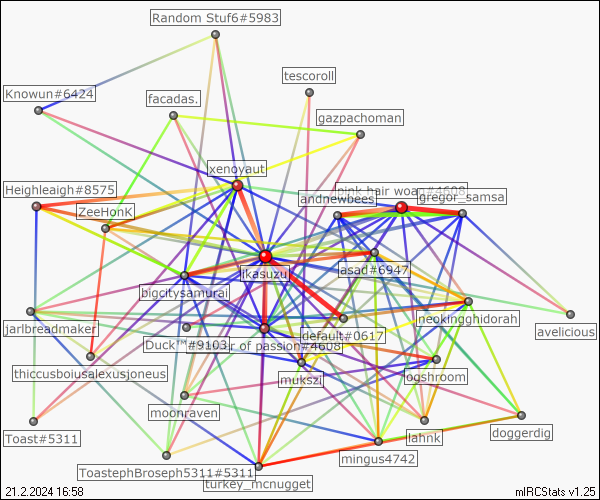 Random Stuf6#5983
tescoroll
Knowun#6424
facadas.
gazpachoman
xenoyaut
pink hair woag#4608
andnewbees
gregor_samsa
Heighleaigh#8575
ZeeHonK
jkasuzu
asad#6947
bigcitysamurai
neokingghidorah
jarlbreadmaker
default#0617
avelicious
Duck™#9103
r of passion#4608
thiccusboiusalexusjoneus
mukszi
logshroom
moonraven
Toast#5311
lahnk
doggerdig
mingus4742
ToastephBroseph5311#5311
turkey_mcnugget
21.2.2024 16:58
mIRCStats v1.25